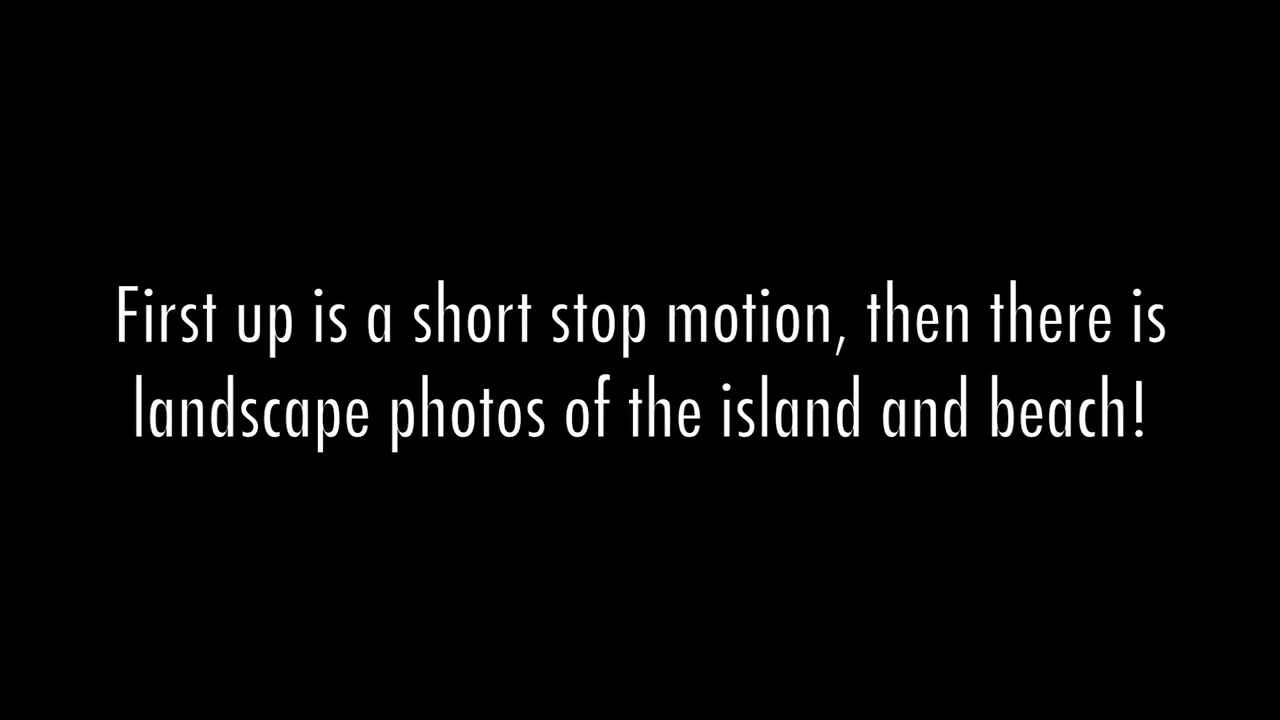 First up is a short stop motion, then there is
landscape photos of the island and beach!